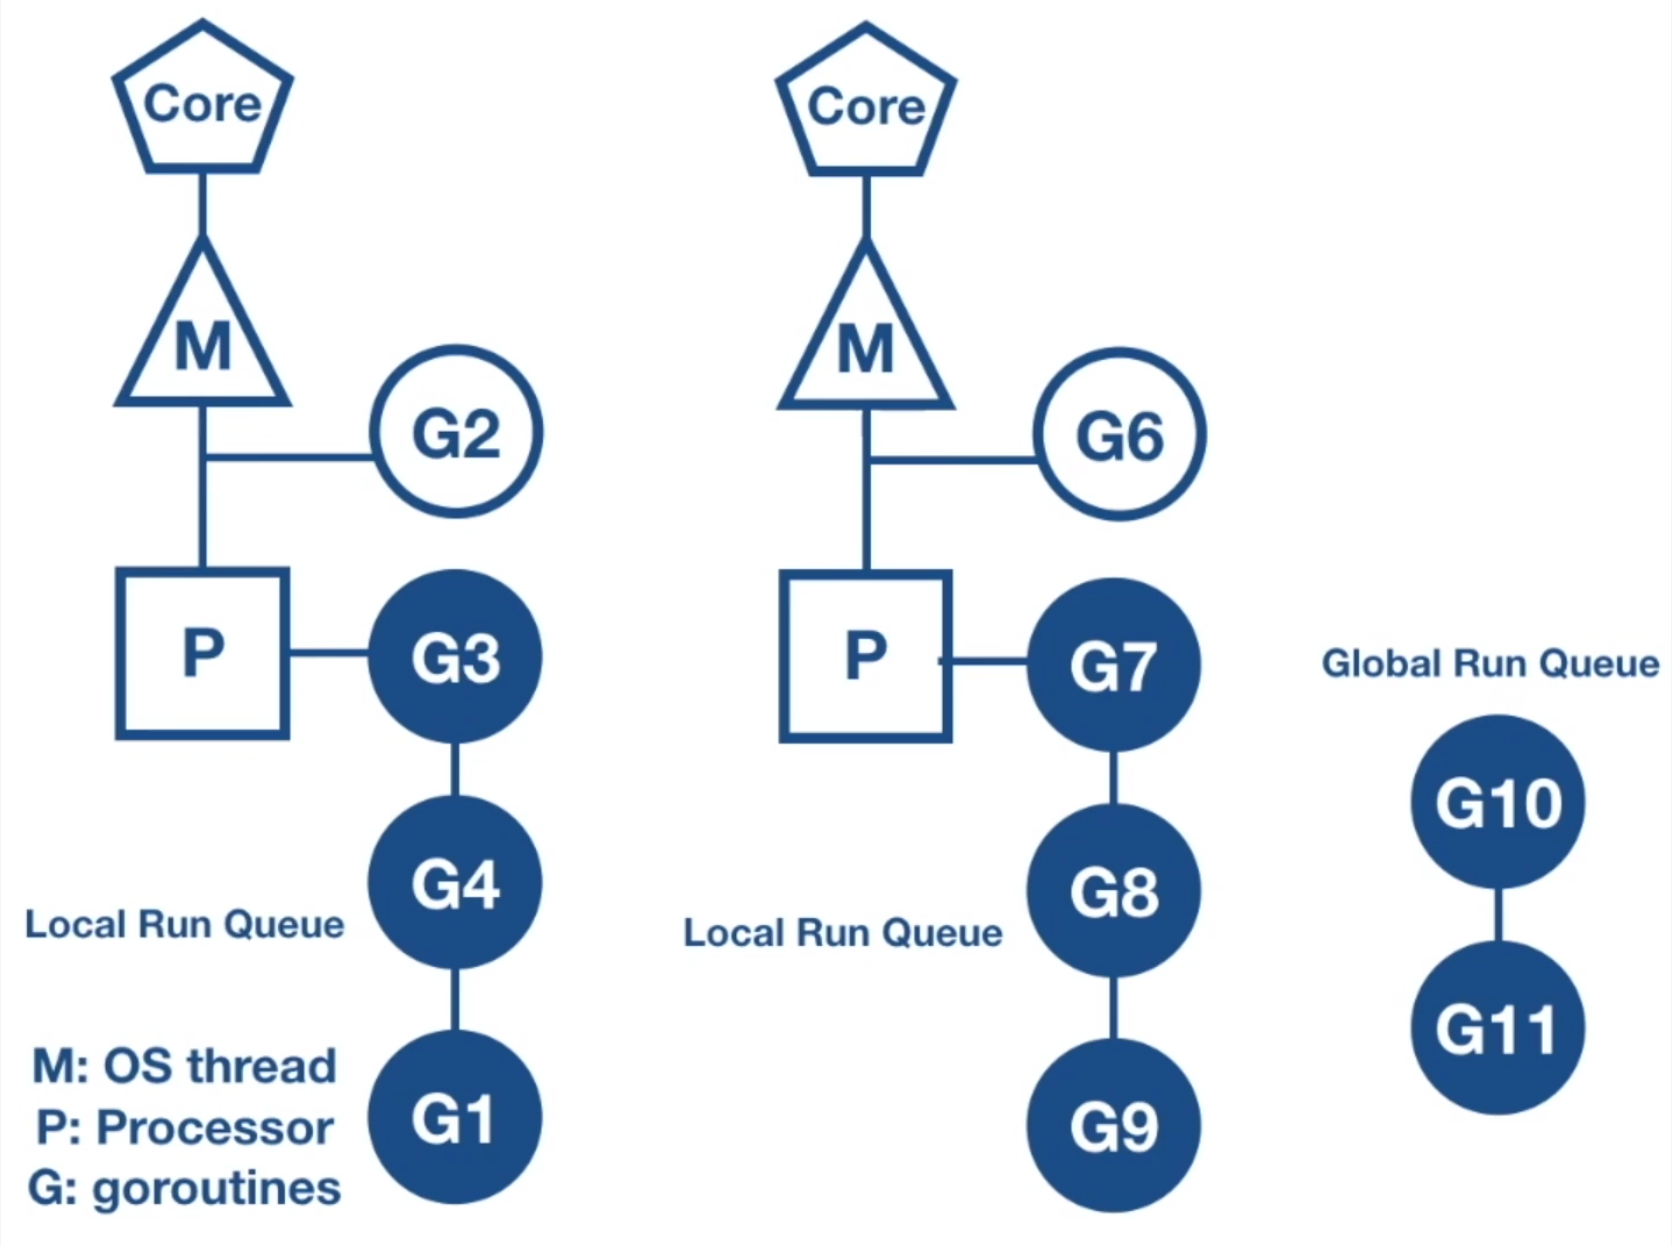 Core
M
G2
P
G3
G4
Local Run Queue
G1
M: OS thread
P: Processor
G: goroutines
Core
M
G6
P
G7
G8
Local Run Queue
G9
Global Run Queue
G10
G11